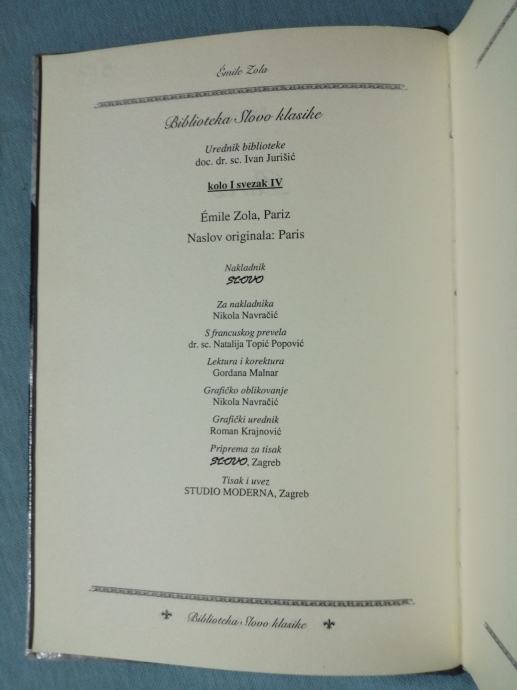 Émile Zola
Biblioteka Slovo klasike
Urednik biblioteke
doc. dr. sc. Ivan Jurišić
kolo I svezak IV
Émile Zola, Pariz
Naslov originala: Paris
Nakladnik
SLOVO
Za nakladnika
Nikola Navračić
S francuskog prevela
dr. sc. Natalija Topić Popović
Lektura i korektura
Gordana Malnar
Grafičko oblikovanje
Nikola Navračić
Grafički urednik
Roman Krajnović
Priprema za tisak
SLOVO, Zagreb
Tisak i uvez
STUDIO MODERNA, Zagreb
Biblioteka Slovo klasike